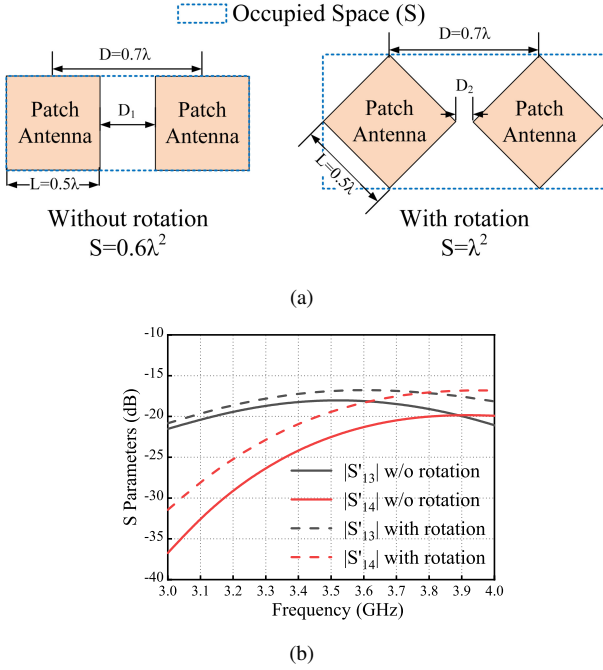 Occupied Space (S)
D=0.7λ
D=0.7λ
Patch
Antenna
D₁
Patch
Antenna
Patch
Antenna
D₂
Patch
Antenna
L=0.5λ
L=0.5λ
Without rotation
S=0.6λ²
With rotation
S=λ²
(a)
-10
-15
-20
-25
-30
-35
-40
S Parameters (dB)
|S'₁₃| w/o rotation
|S'₁₄| w/o rotation
|S'₁₃| with rotation
|S'₁₄| with rotation
3.0 3.1 3.2 3.3 3.4 3.5 3.6 3.7 3.8 3.9 4.0
Frequency (GHz)
(b)